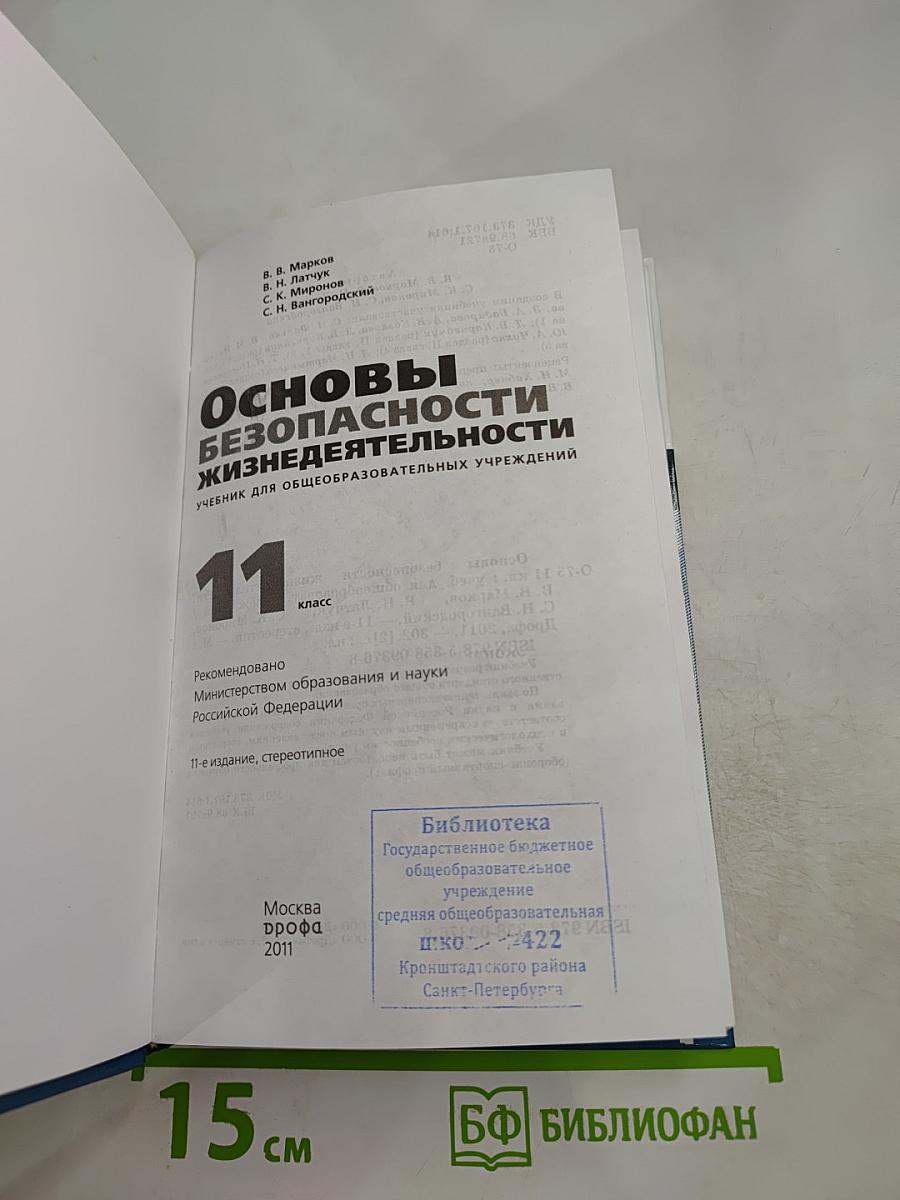 В. В. Марков
В. Н. Латчук
С. К. Миронов
С. Н. Вангородский
ОСНОВЫ
БЕЗОПАСНОСТИ
ЖИЗНЕДЕЯТЕЛЬНОСТИ
УЧЕБНИК ДЛЯ ОБЩЕОБРАЗОВАТЕЛЬНЫХ УЧРЕЖДЕНИЙ
11 класс
Рекомендовано
Министерством образования и науки
Российской Федерации
11-е издание, стереотипное
Москва
дрофа
2011
Библиотека
Государственное бюджетное
общеобразовательное
учреждение
средняя общеобразовательная
422
Кронштадтского района
Санкт-Петербурга
15 см
БФ БИБЛИОФАН